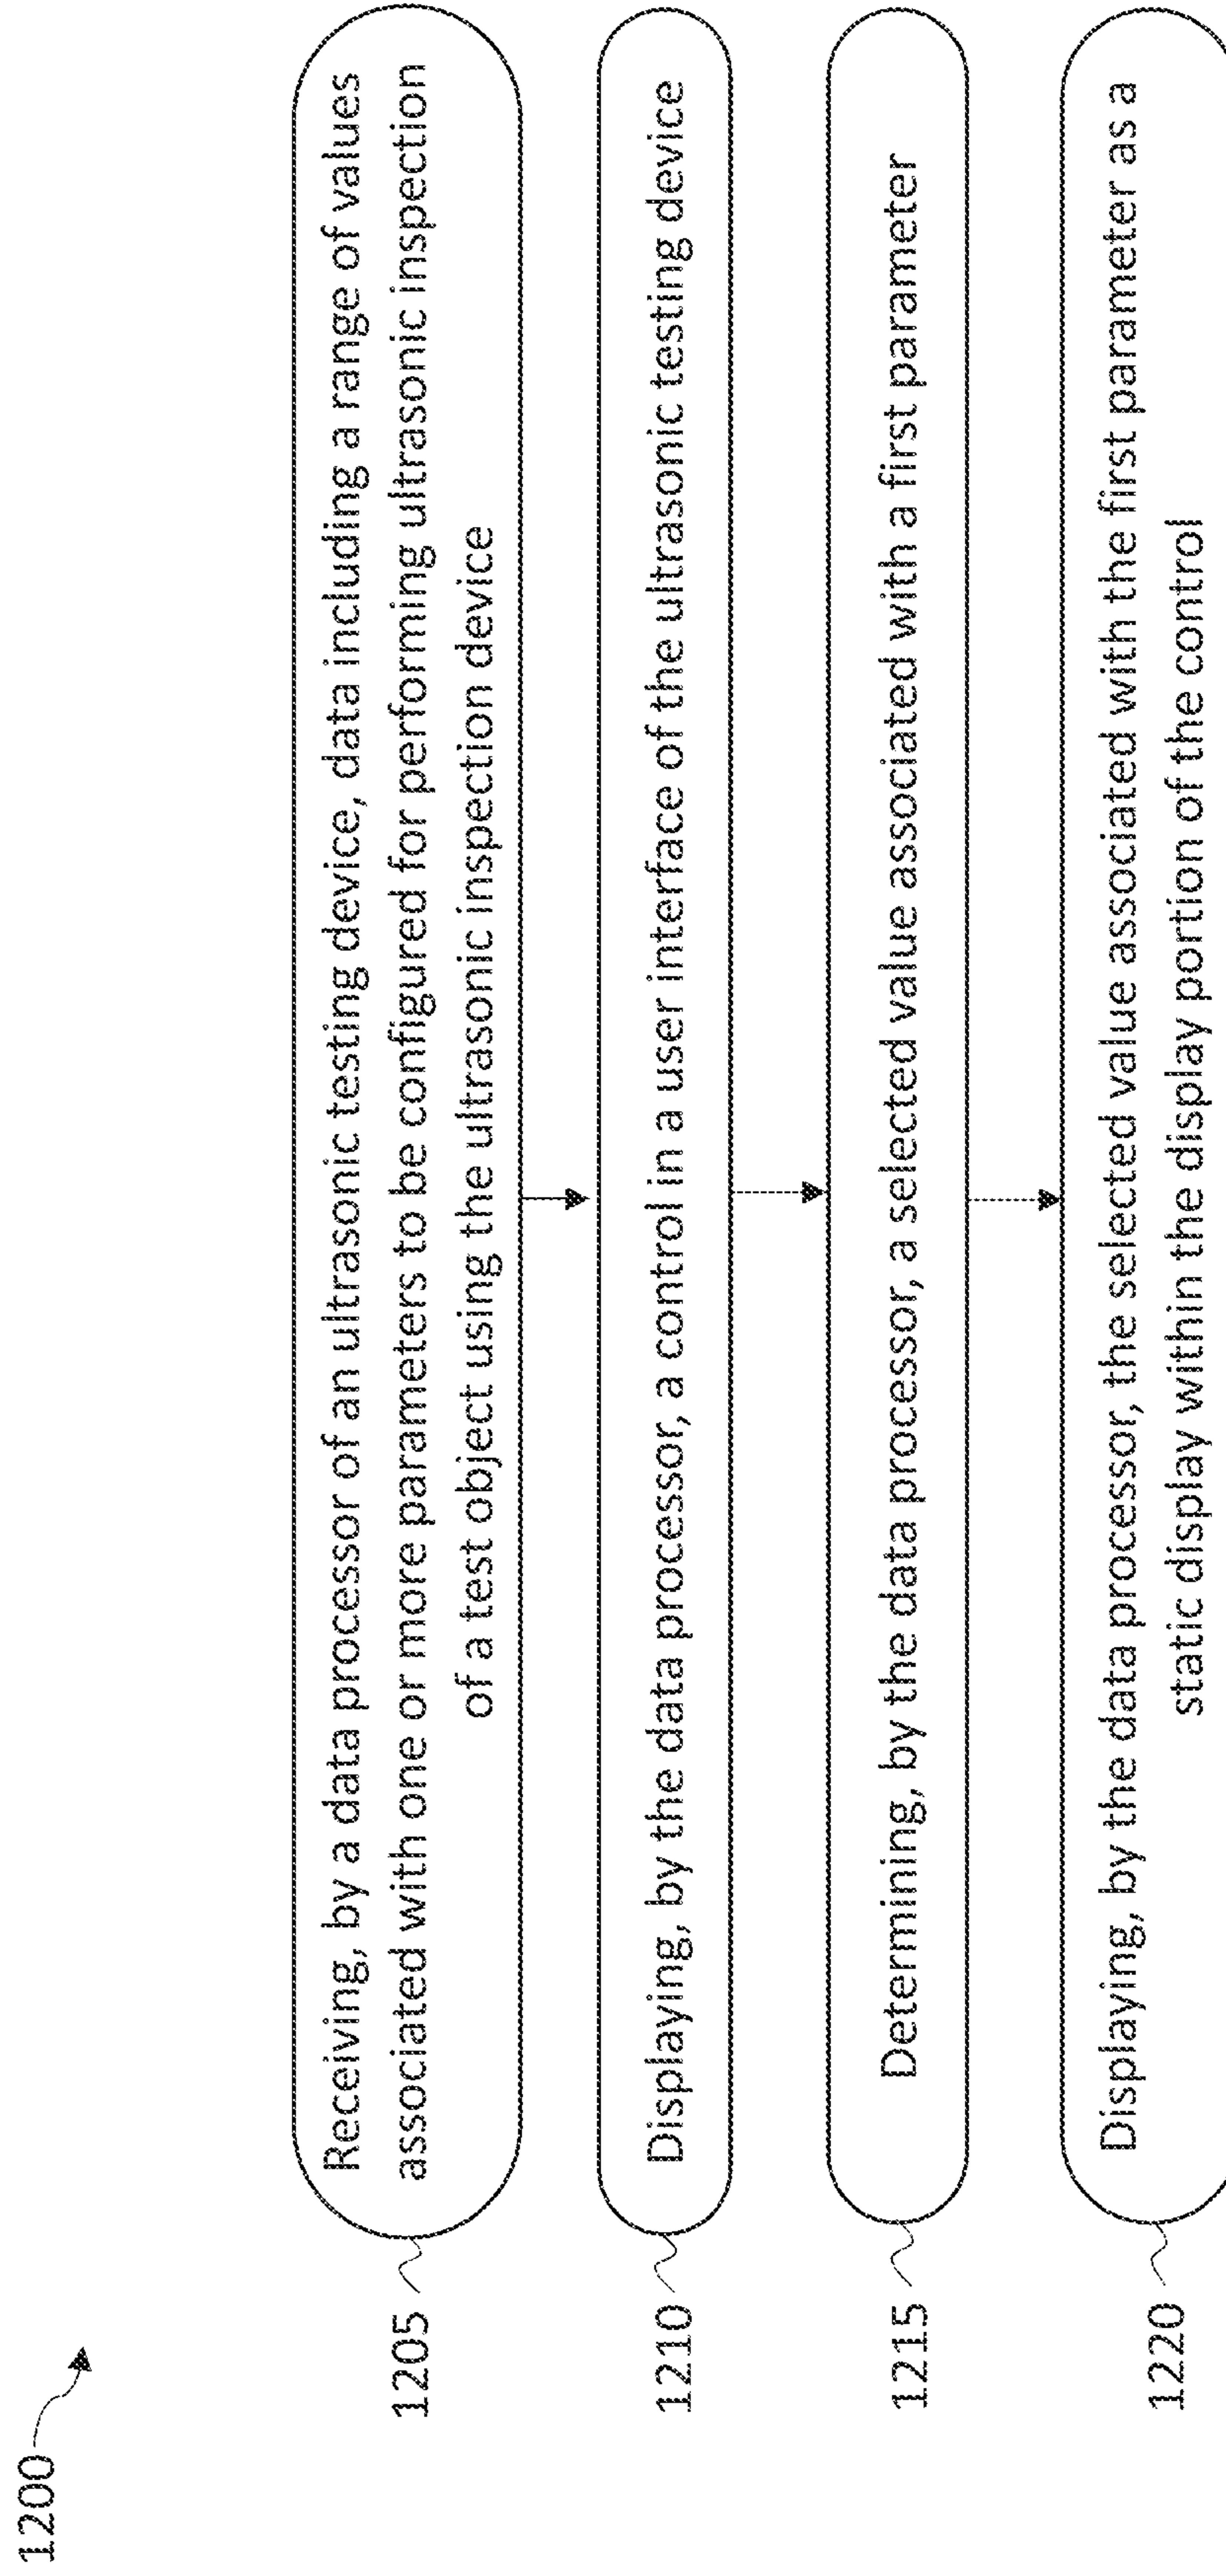 1200
1205
Receiving, by a data processor of an ultrasonic testing device, data including a range of values
associated with one or more parameters to be configured for performing ultrasonic inspection
of a test object using the ultrasonic inspection device
1210
Displaying, by the data processor, a control in a user interface of the ultrasonic testing device
1215
Determining, by the data processor, a selected value associated with a first parameter
1220
Displaying, by the data processor, the selected value associated with the first parameter as a
static display within the display portion of the control